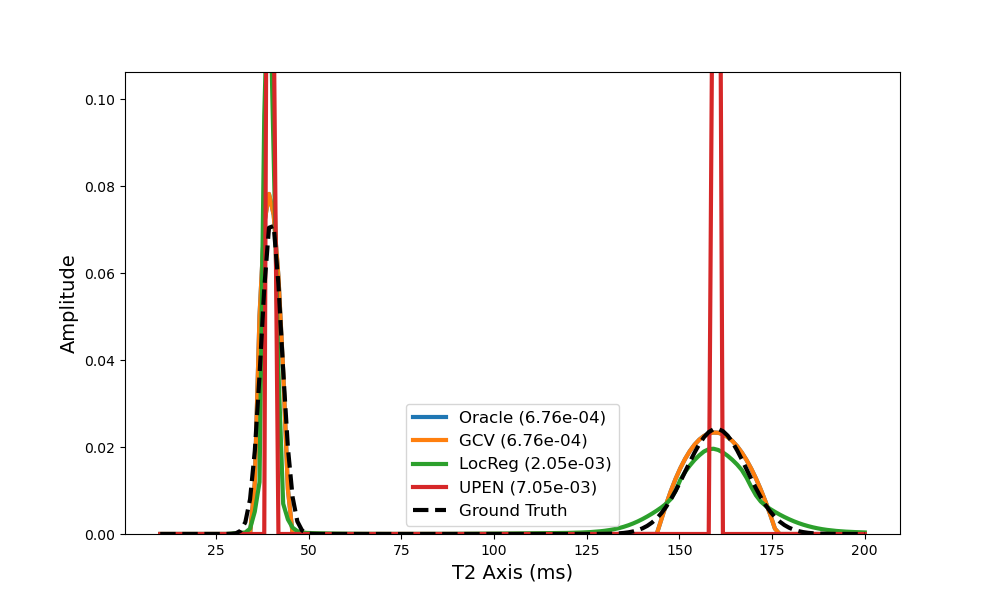 0.10
0.08
0.06
0.04
0.02
0.00
Amplitude
Oracle (6.76e-04)
GCV (6.76e-04)
LocReg (2.05e-03)
UPEN (7.05e-03)
Ground Truth
25 50 75 100 125 150 175 200
T2 Axis (ms)